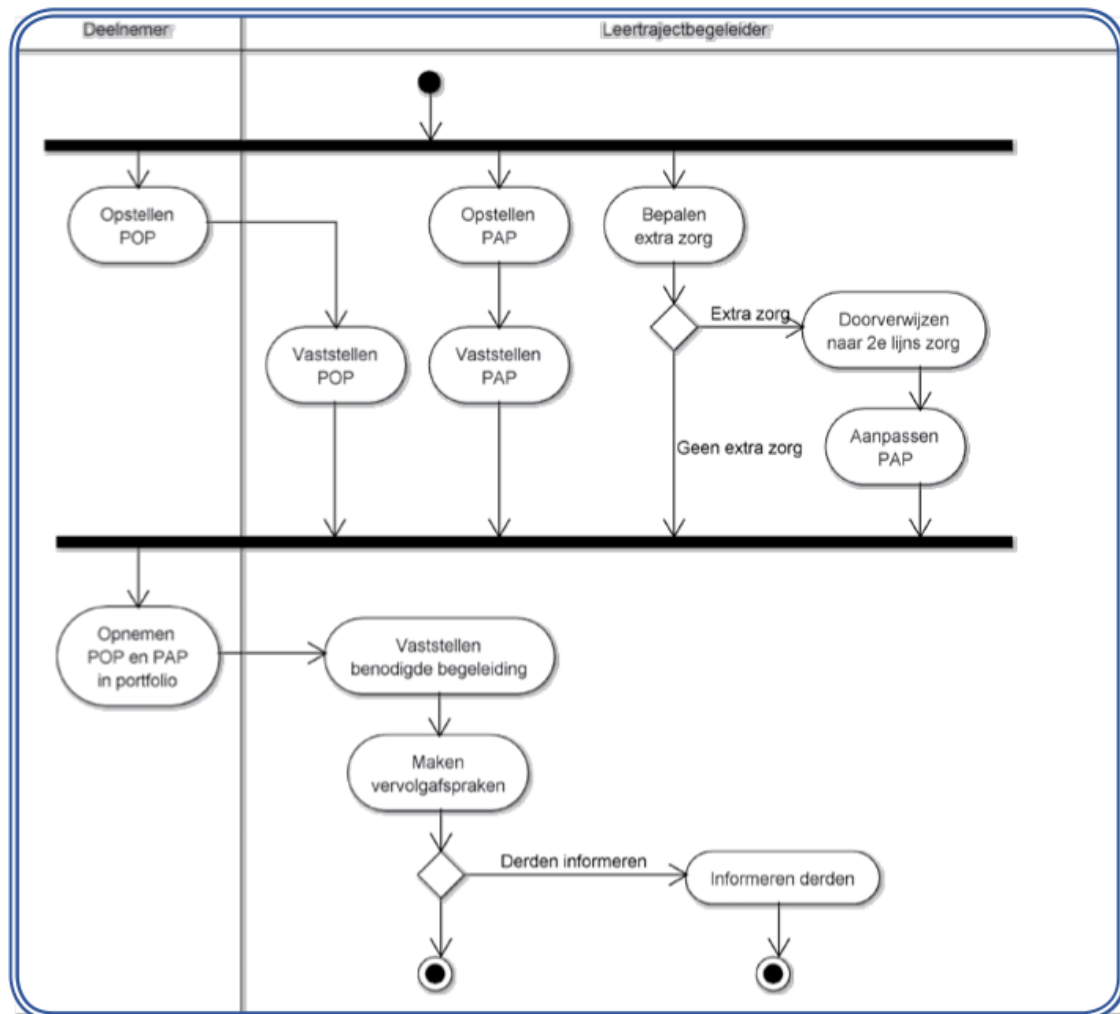 Deelnemer
Leertrajectbegeleider
Opstellen
POP
Opstellen
PAP
Bepalen
extra zorg
Extra zorg
Doorverwijzen
naar 2e lijns zorg
Vaststellen
POP
Vaststellen
PAP
Geen extra zorg
Aanpassen
PAP
Opnemen
POP en PAP
in portfolio
Vaststellen
benodigde begeleiding
Maken
vervolgafspraken
Derden informeren
Informeren derden